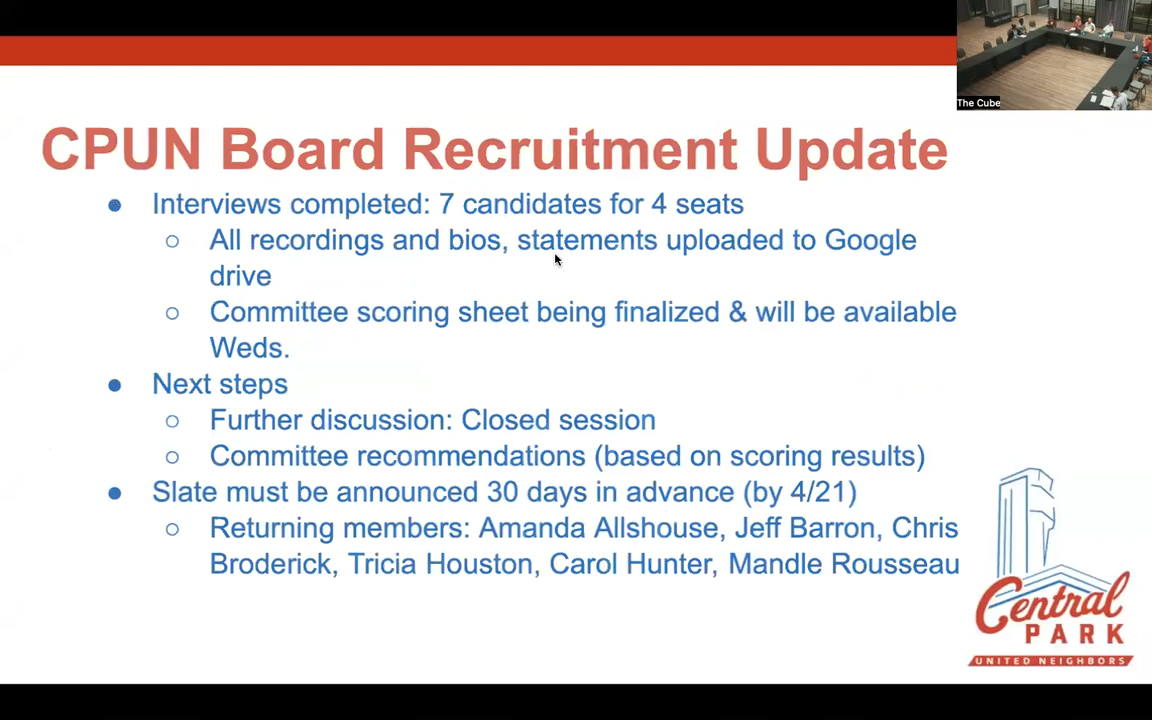 The Cube
CPUN Board Recruitment Update
● Interviews completed: 7 candidates for 4 seats
○ All recordings and bios, statements uploaded to Google
drive
○ Committee scoring sheet being finalized & will be available
Weds.
● Next steps
○ Further discussion: Closed session
○ Committee recommendations (based on scoring results)
● Slate must be announced 30 days in advance (by 4/21)
○ Returning members: Amanda Allshouse, Jeff Barron, Chris
Broderick, Tricia Houston, Carol Hunter, Mandle Rousseau
Central
PARK
UNITED NEIGHBORS